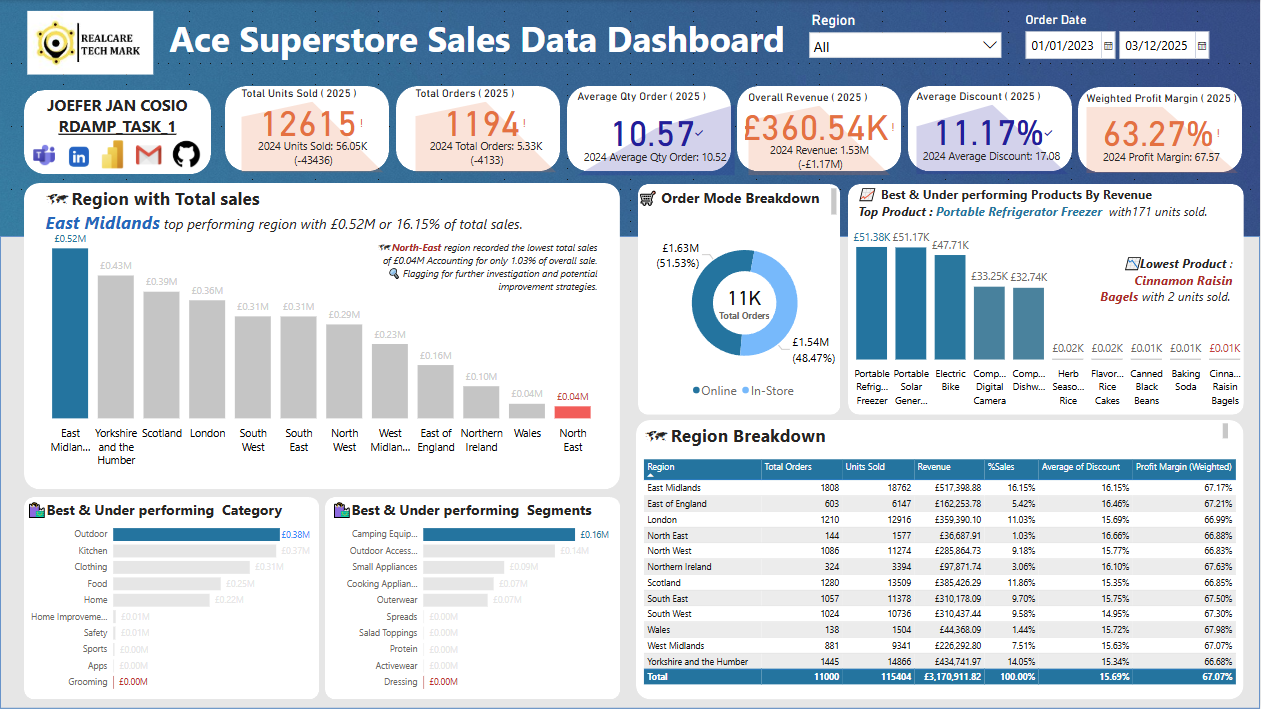 REALCARE
TECH MARK
Ace Superstore Sales Data Dashboard
Region
All
Order Date
01/01/2023
03/12/2025
JOEFER JAN COSIO
RDAMP_TASK_1
Total Units Sold ( 2025 )
12615!
2024 Units Sold: 56.05K
(-43436)
Total Orders ( 2025 )
1194!
2024 Total Orders: 5.33K
(-4133)
Average Qty Order ( 2025 )
10.57
2024 Average Qty Order: 10.52
Overall Revenue ( 2025 )
£360.54K!
2024 Revenue: 1.53M
(-£1.17M)
Average Discount ( 2025 )
11.17%
2024 Average Discount: 17.08
Weighted Profit Margin ( 2025 )
63.27%!
2024 Profit Margin: 67.57
Region with Total sales
East Midlands top performing region with £0.52M or 16.15% of total sales.
North-East region recorded the lowest total sales
of £0.04M Accounting for only 1.03% of overall sale.
Flagging for further investigation and potential
improvement strategies.
£0.52M
£0.43M
£0.39M
£0.36M
£0.31M
£0.31M
£0.29M
£0.23M
£0.16M
£0.10M
£0.04M
£0.04M
East Midlan...
Yorkshire and the Humber
Scotland
London
South West
South East
North West
West Midlan...
East of England
Northern Ireland
Wales
North East
Order Mode Breakdown
£1.63M
(51.53%)
11K
Total Orders
£1.54M
(48.47%)
Online In-Store
Best & Under performing Products By Revenue
Top Product : Portable Refrigerator Freezer with171 units sold.
Lowest Product :
Cinnamon Raisin
Bagels with 2 units sold.
£51.38K
£51.17K
£47.71K
£33.25K
£32.74K
£0.02K
£0.02K
£0.01K
£0.01K
£0.01K
Portable Refrig... Freezer
Portable Solar Gener...
Electric Bike
Comp... Digital Camera
Comp... Dishw...
Herb Seaso... Rice
Flavor... Rice Cakes
Canned Black Beans
Baking Soda
Cinna... Raisin Bagels
Best & Under performing Category
Outdoor £0.38M
Kitchen £0.37M
Clothing £0.31M
Food £0.25M
Home £0.22M
Home Improveme... £0.01M
Safety £0.01M
Sports £0.00M
Apps £0.00M
Grooming £0.00M
Best & Under performing Segments
Camping Equip... £0.16M
Outdoor Access... £0.14M
Small Appliances £0.09M
Cooking Applian... £0.07M
Outerwear £0.07M
Spreads £0.00M
Salad Toppings £0.00M
Protein £0.00M
Activewear £0.00M
Dressing £0.00M
Region Breakdown
Region Total Orders Units Sold Revenue %Sales Average of Discount Profit Margin (Weighted)
East Midlands 1808 18762 £517,398.88 16.15% 16.15% 67.17%
East of England 603 6147 £162,253.78 5.42% 16.46% 67.21%
London 1210 12916 £359,390.10 11.03% 15.69% 66.99%
North East 144 1577 £36,687.91 1.03% 16.66% 66.88%
North West 1086 11274 £285,864.73 9.18% 15.77% 66.83%
Northern Ireland 324 3394 £97,871.74 3.06% 16.10% 67.63%
Scotland 1280 13509 £385,426.29 11.86% 15.35% 66.85%
South East 1057 11378 £310,178.09 9.70% 15.75% 67.50%
South West 1024 10736 £310,437.44 9.58% 14.95% 67.30%
Wales 138 1504 £44,368.09 1.44% 15.72% 67.98%
West Midlands 881 9341 £226,292.80 7.51% 15.63% 67.07%
Yorkshire and the Humber 1445 14866 £434,741.97 14.05% 15.34% 66.68%
Total 11000 115404 £3,170,911.82 100.00% 15.69% 67.07%